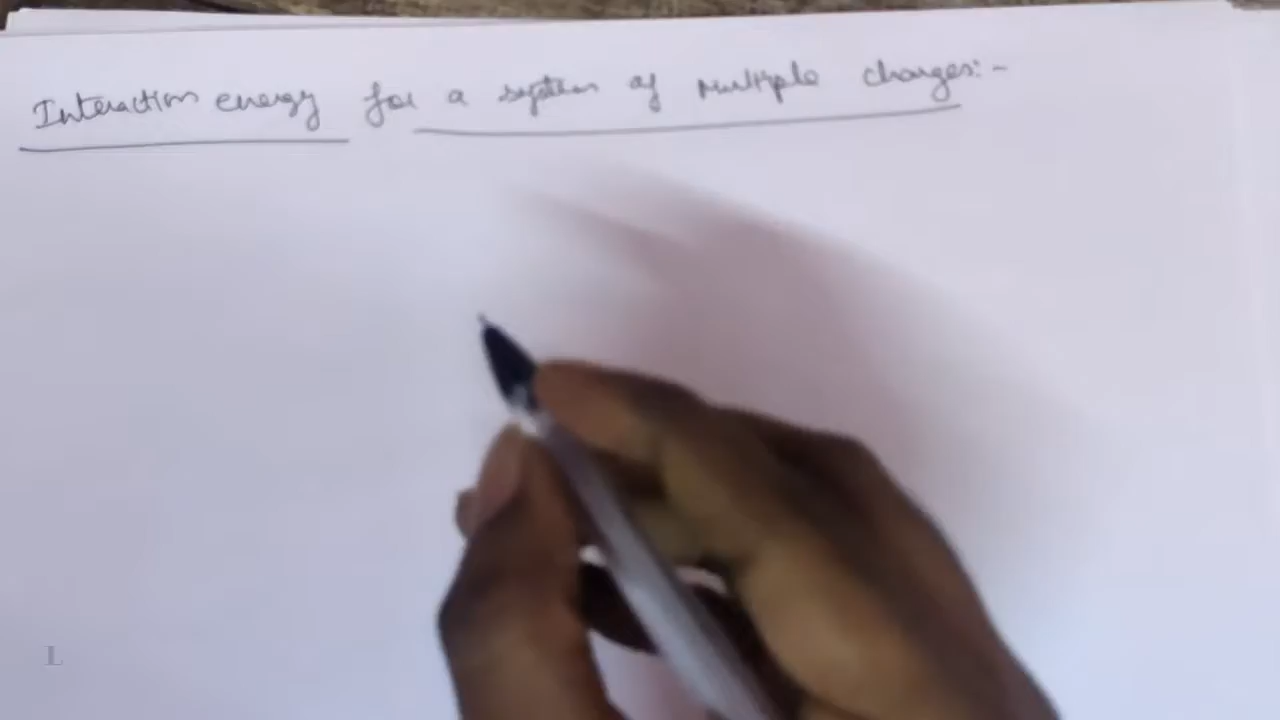 Interaction energy for a system of Multiple charges:-
L